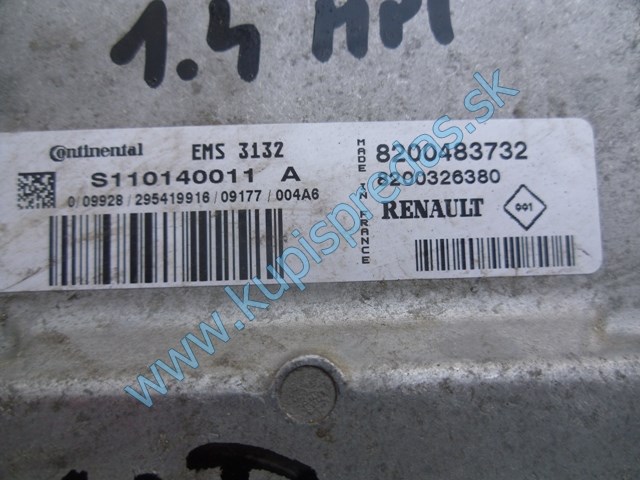 1.4 MPI
Continental EMS 3132
S110140011 A
0/09928/295419916/09177/004A6
MADE IN FRANCE
8200483732
8200326380
RENAULT
001
www.kupispredas.sk